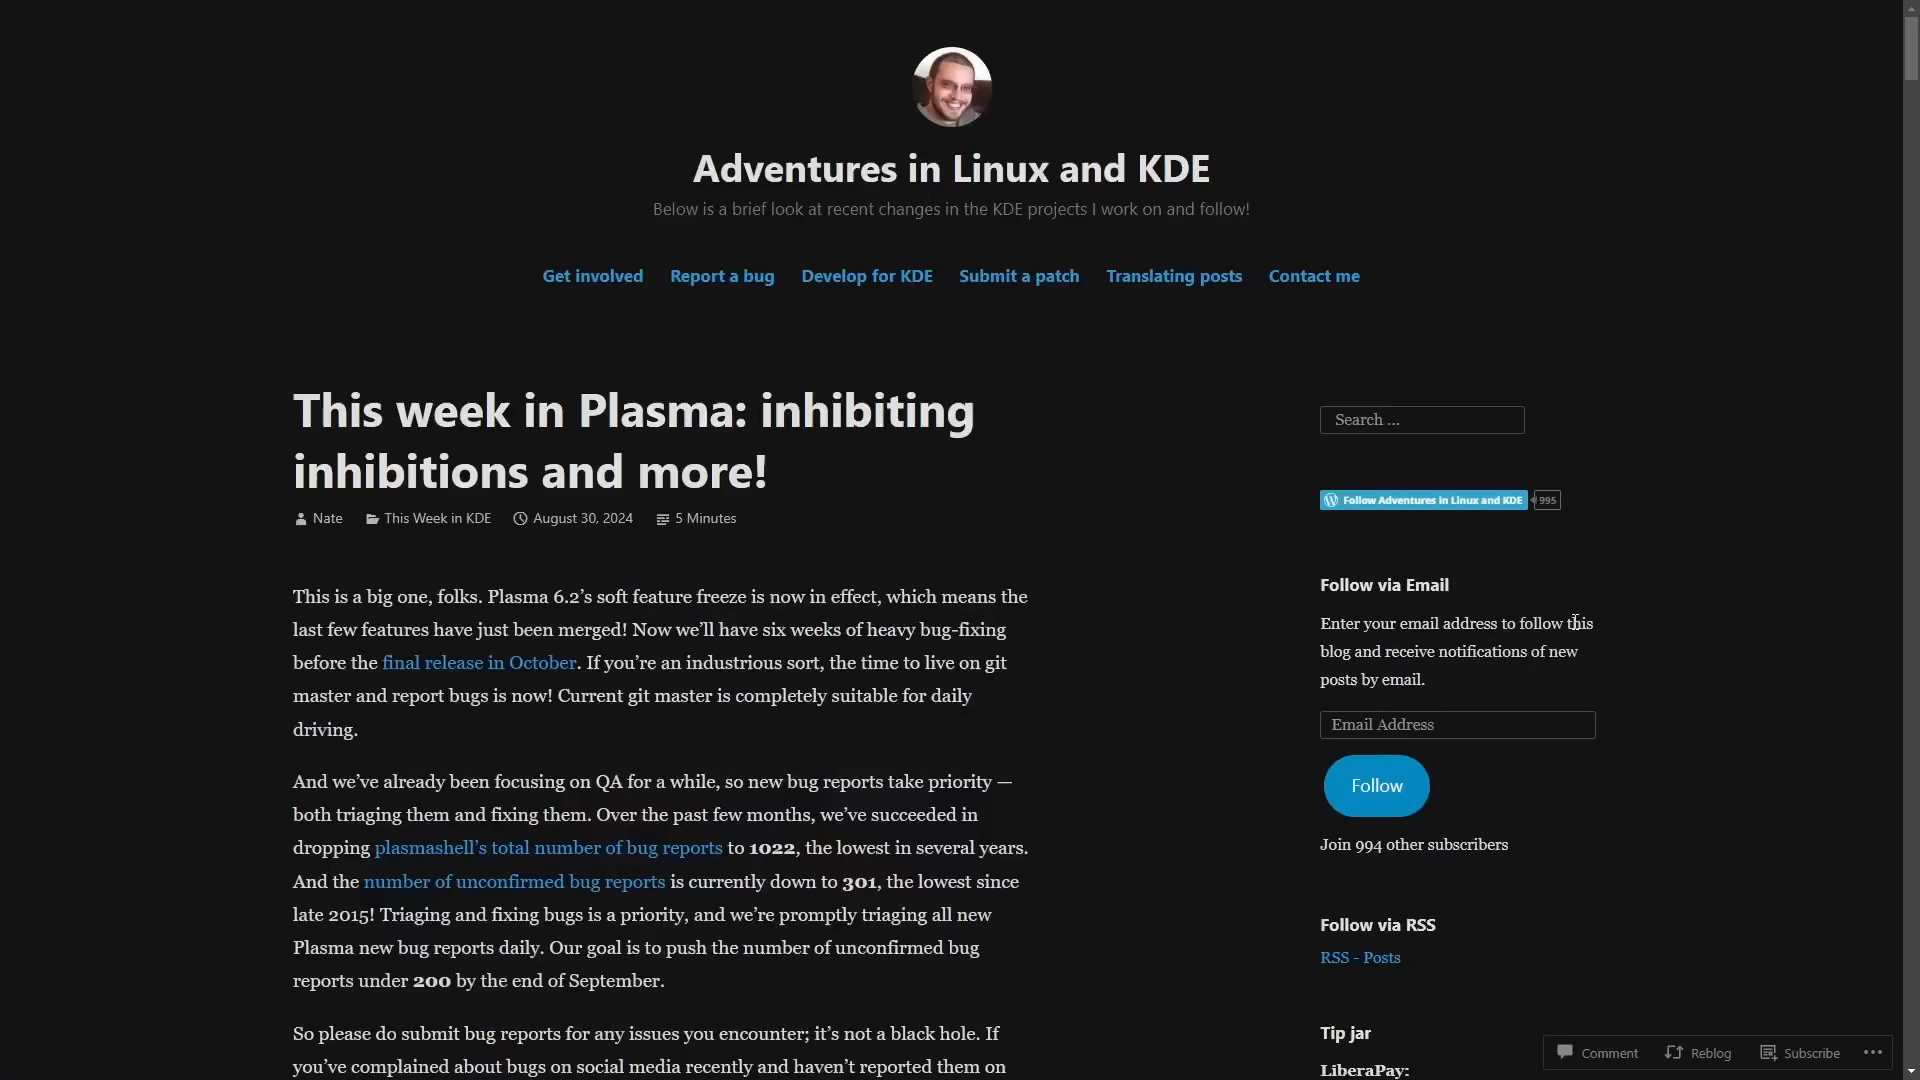 Adventures in Linux and KDE
Below is a brief look at recent changes in the KDE projects I work on and follow!
Get involved Report a bug Develop for KDE Submit a patch Translating posts Contact me
This week in Plasma: inhibiting
inhibitions and more!
Nate This Week in KDE August 30, 2024 5 Minutes
This is a big one, folks. Plasma 6.2’s soft feature freeze is now in effect, which means the
last few features have just been merged! Now we’ll have six weeks of heavy bug-fixing
before the final release in October. If you’re an industrious sort, the time to live on git
master and report bugs is now! Current git master is completely suitable for daily
driving.
And we’ve already been focusing on QA for a while, so new bug reports take priority —
both triaging them and fixing them. Over the past few months, we’ve succeeded in
dropping plasmashell’s total number of bug reports to 1022, the lowest in several years.
And the number of unconfirmed bug reports is currently down to 301, the lowest since
late 2015! Triaging and fixing bugs is a priority, and we’re promptly triaging all new
Plasma new bug reports daily. Our goal is to push the number of unconfirmed bug
reports under 200 by the end of September.
So please do submit bug reports for any issues you encounter; it’s not a black hole. If
you’ve complained about bugs on social media recently and haven’t reported them on
Search ...
Follow Adventures in Linux and KDE 995
Follow via Email
Enter your email address to follow this
blog and receive notifications of new
posts by email.
Email Address
Follow
Join 994 other subscribers
Follow via RSS
RSS - Posts
Tip jar
LiberaPay:
Comment Reblog Subscribe